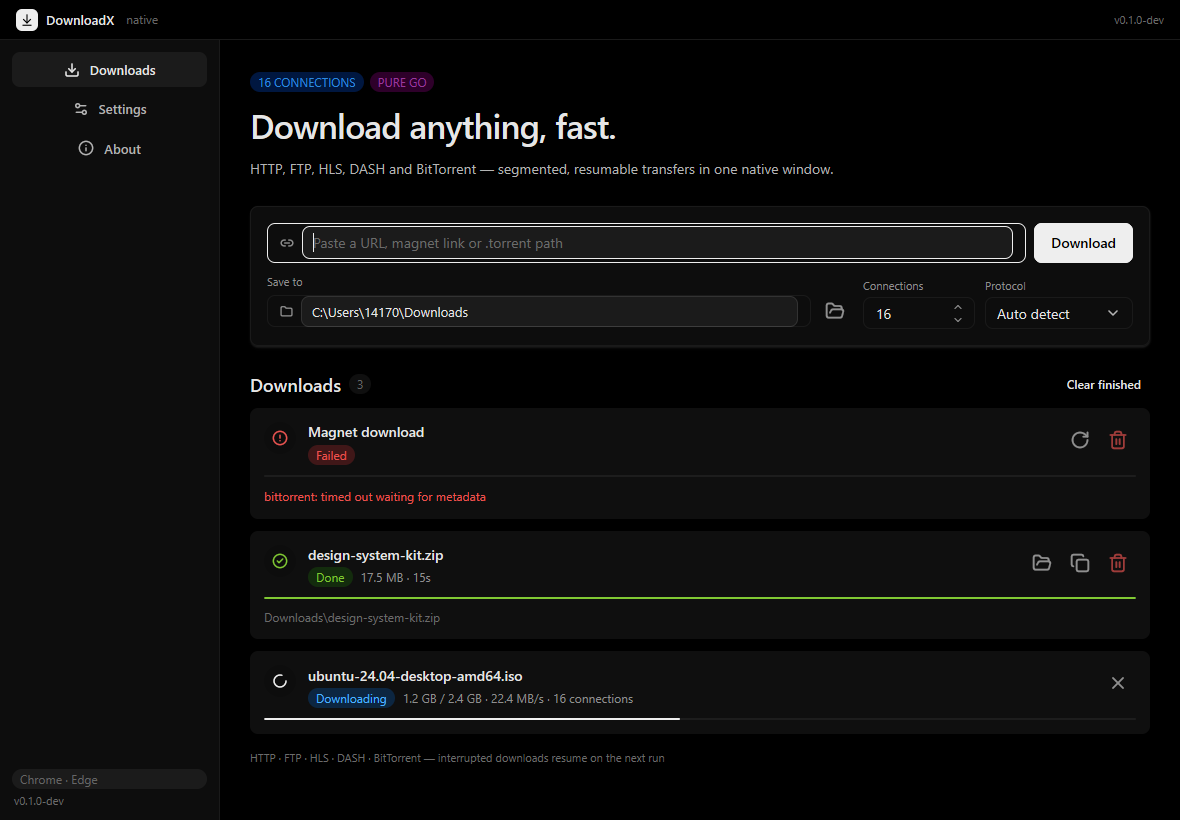 DownloadX native
v0.1.0-dev
Downloads
Settings
About
Chrome · Edge
v0.1.0-dev
16 CONNECTIONS PURE GO
Download anything, fast.
HTTP, FTP, HLS, DASH and BitTorrent — segmented, resumable transfers in one native window.
Paste a URL, magnet link or .torrent path
Download
Save to
C:\Users\14170\Downloads
Connections
16
Protocol
Auto detect
Downloads 3
Clear finished
Magnet download
Failed
bittorrent: timed out waiting for metadata
design-system-kit.zip
Done 17.5 MB · 15s
Downloads\design-system-kit.zip
ubuntu-24.04-desktop-amd64.iso
Downloading 1.2 GB / 2.4 GB · 22.4 MB/s · 16 connections
HTTP · FTP · HLS · DASH · BitTorrent — interrupted downloads resume on the next run